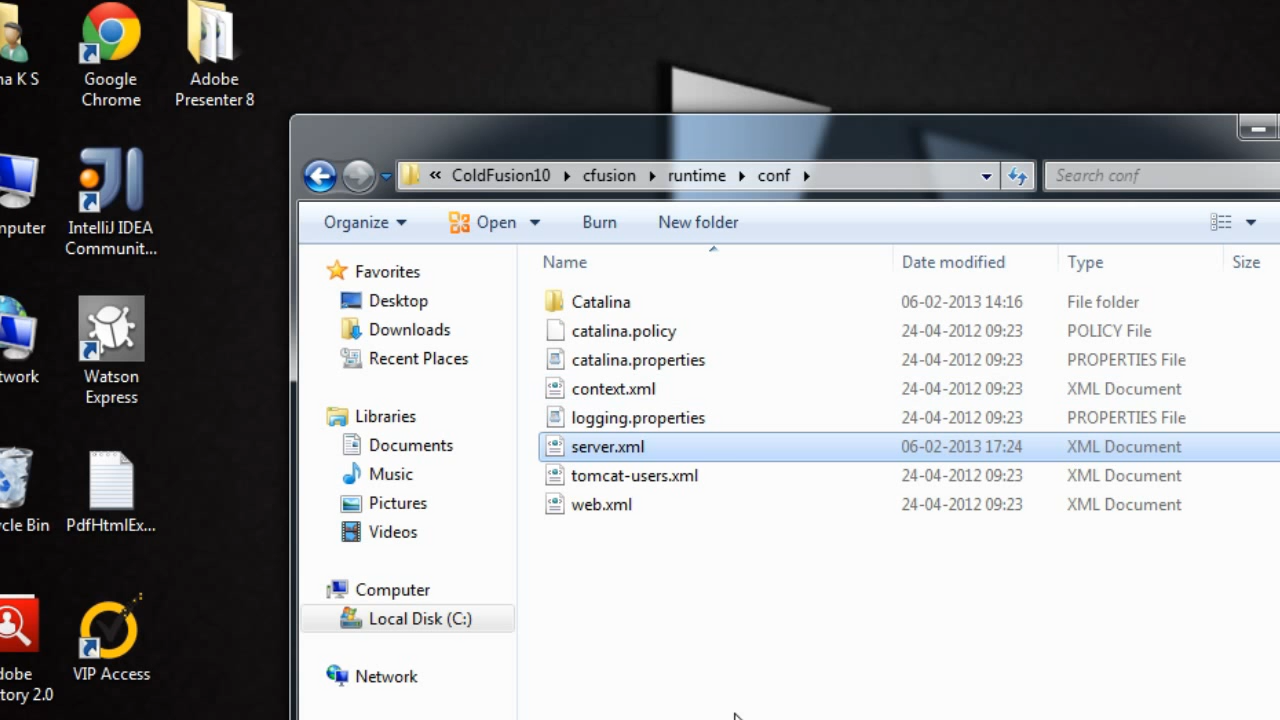 na K S
Google
Chrome
Adobe
Presenter 8
mputer
IntelliJ IDEA
Communit...
twork
Watson
Express
ycle Bin
PdfHtmlEx...
dobe
tory 2.0
VIP Access
« ColdFusion10 cfusion runtime conf
Search conf
Organize
Open
Burn
New folder
Favorites
Desktop
Downloads
Recent Places
Libraries
Documents
Music
Pictures
Videos
Computer
Local Disk (C:)
Network
Name Date modified Type Size
Catalina 06-02-2013 14:16 File folder
catalina.policy 24-04-2012 09:23 POLICY File
catalina.properties 24-04-2012 09:23 PROPERTIES File
context.xml 24-04-2012 09:23 XML Document
logging.properties 24-04-2012 09:23 PROPERTIES File
server.xml 06-02-2013 17:24 XML Document
tomcat-users.xml 24-04-2012 09:23 XML Document
web.xml 24-04-2012 09:23 XML Document